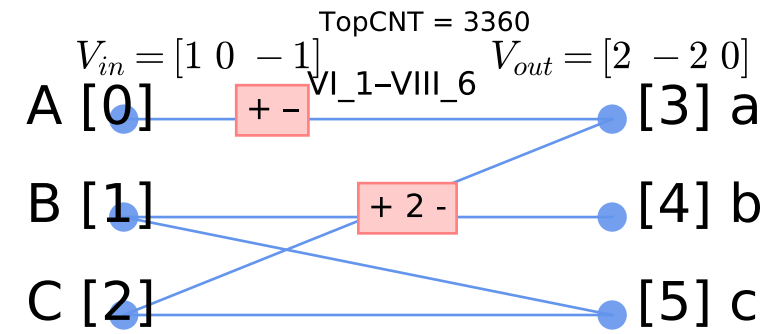 TopCNT = 3360
V_in = [1 0 −1]
V_out = [2 −2 0]
VI_1–VIII_6
A [0]
+ –
[3] a
B [1]
+ 2 -
[4] b
C [2]
[5] c